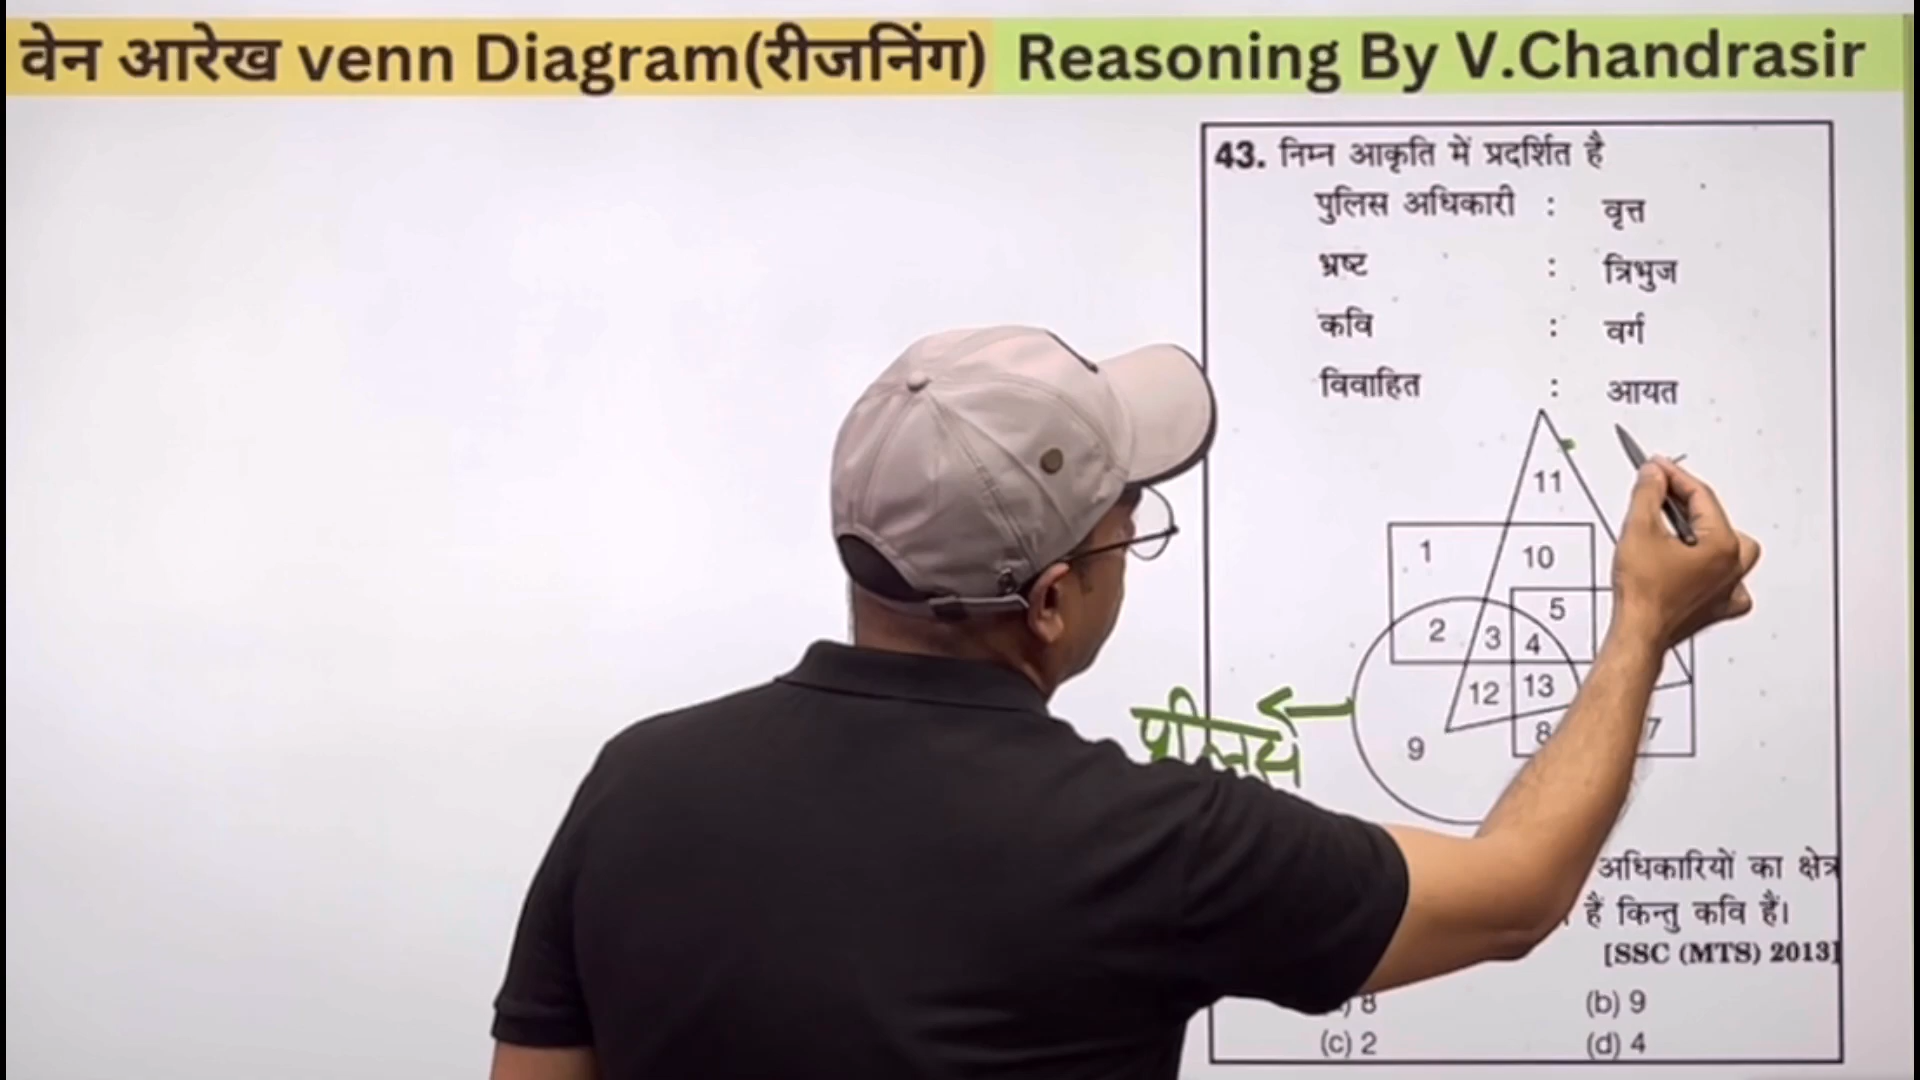 वेन आरेख venn Diagram(रीजनिंग) Reasoning By V.Chandrasir
43. निम्न आकृति में प्रदर्शित है
पुलिस अधिकारी : वृत्त
भ्रष्ट : त्रिभुज
कवि : वर्ग
विवाहित : आयत
11
1 10
5
2 3 4
12 13
8 7
9
अधिकारियों का क्षेत्र
हैं किन्तु कवि हैं।
[SSC (MTS) 2013]
8 (b) 9
(c) 2 (d) 4